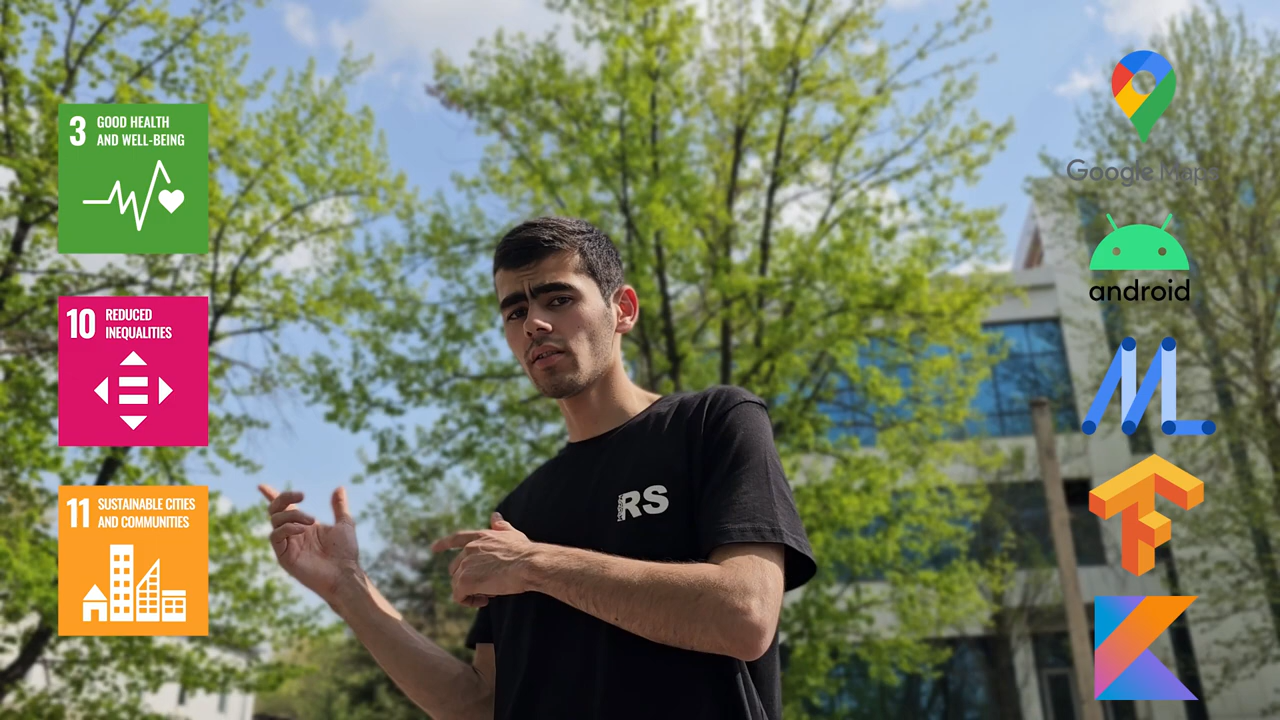 3 GOOD HEALTH
AND WELL-BEING
10 REDUCED
INEQUALITIES
11 SUSTAINABLE CITIES
AND COMMUNITIES
RS
Google Maps
android